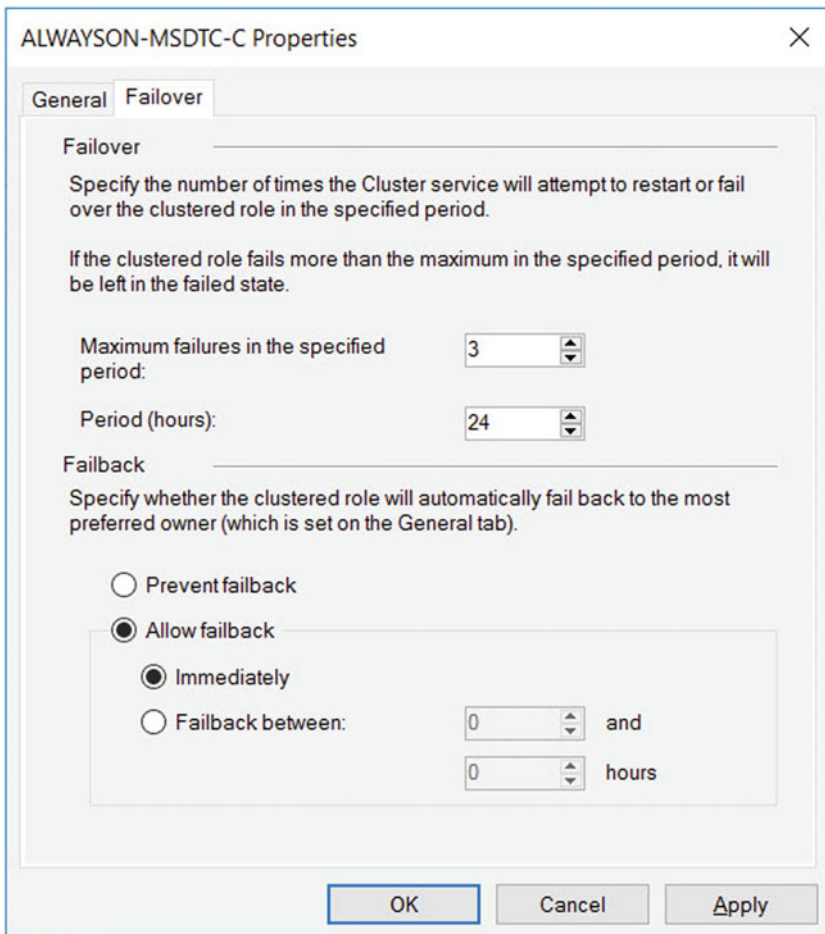 ALWAYSON-MSDTC-C Properties
General
Failover
Failover
Specify the number of times the Cluster service will attempt to restart or fail
over the clustered role in the specified period.
If the clustered role fails more than the maximum in the specified period, it will
be left in the failed state.
Maximum failures in the specified
period:
3
Period (hours):
24
Failback
Specify whether the clustered role will automatically fail back to the most
preferred owner (which is set on the General tab).
Prevent failback
Allow failback
Immediately
Failback between:
0
and
0
hours
OK
Cancel
Apply